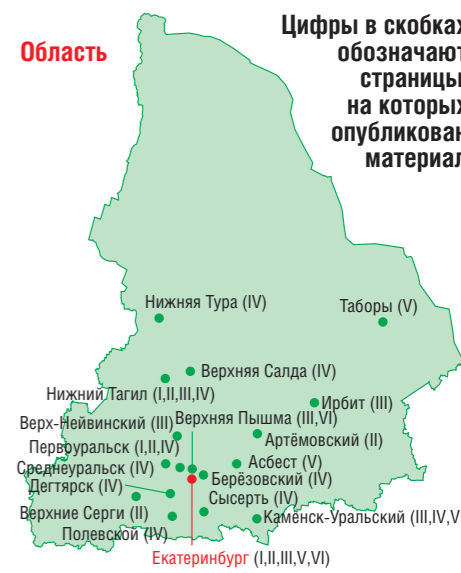 Область
Цифры в скобках
обозначают
страницы
на которых
опубликован
материал
Нижняя Тура (IV)
Таборы (V)
Верхняя Салда (IV)
Нижний Тагил (I,II,III,IV)
Ирбит (III)
Верх-Нейвинский (III)
Верхняя Пышма (III,VI)
Артёмовский (II)
Первоуральск (I,II,IV)
Асбест (V)
Среднеуральск (IV)
Берёзовский (IV)
Дегтярск (IV)
Сысерть (IV)
Верхние Серги (II)
Каменск-Уральский (III,IV,V
Полевской (IV)
Екатеринбург (I,II,III,V,VI)